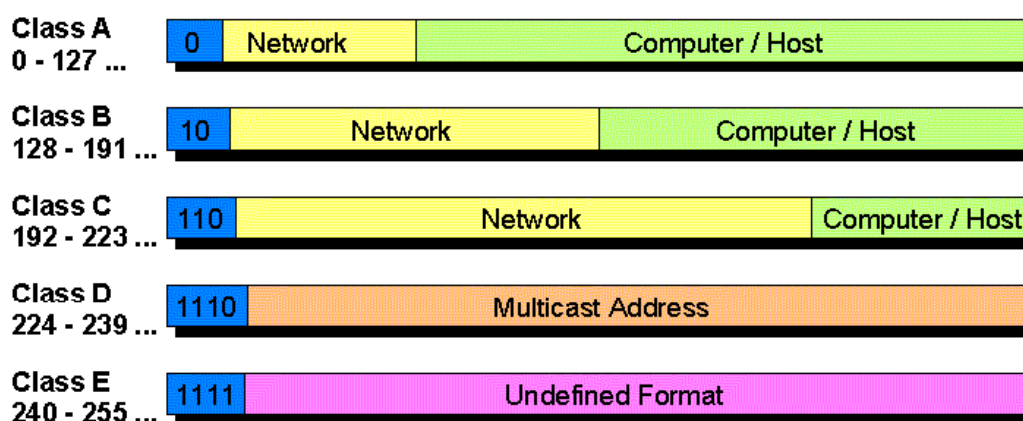 Class A
0 - 127 ...
0 Network Computer / Host
Class B
128 - 191 ...
10 Network Computer / Host
Class C
192 - 223 ...
110 Network Computer / Host
Class D
224 - 239 ...
1110 Multicast Address
Class E
240 - 255 ...
1111 Undefined Format